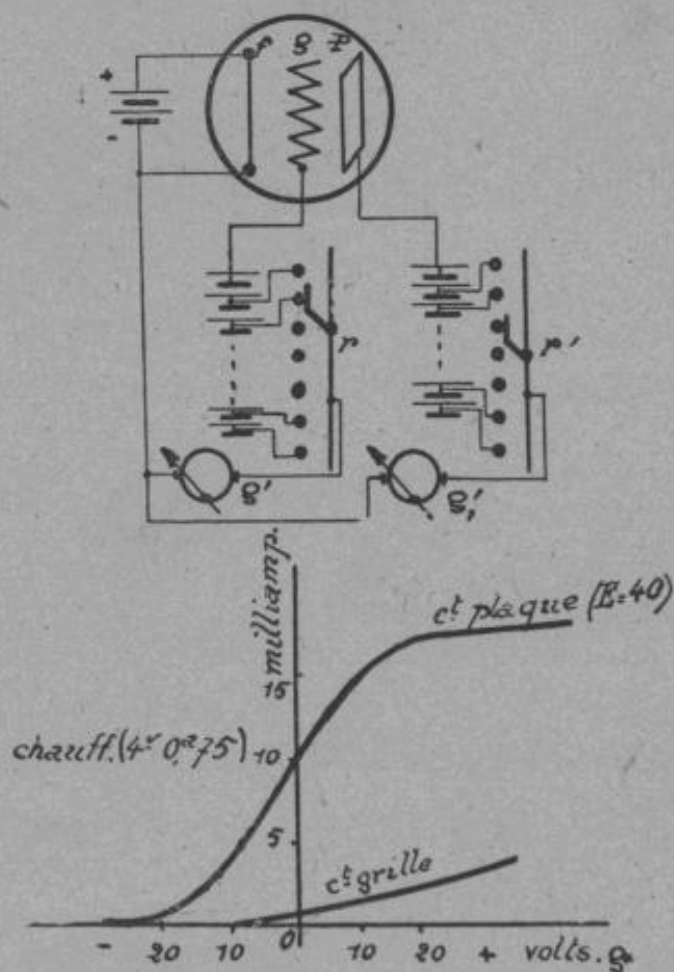 f g P
+
-
r r'
g' g'₁
milliamp.
cᵗ plaque (E=40)
15
chauff. (4ᵛ 0ᵃ75) 10
5
cᵗ grille
- 20 10 0 10 20 + volts. g.